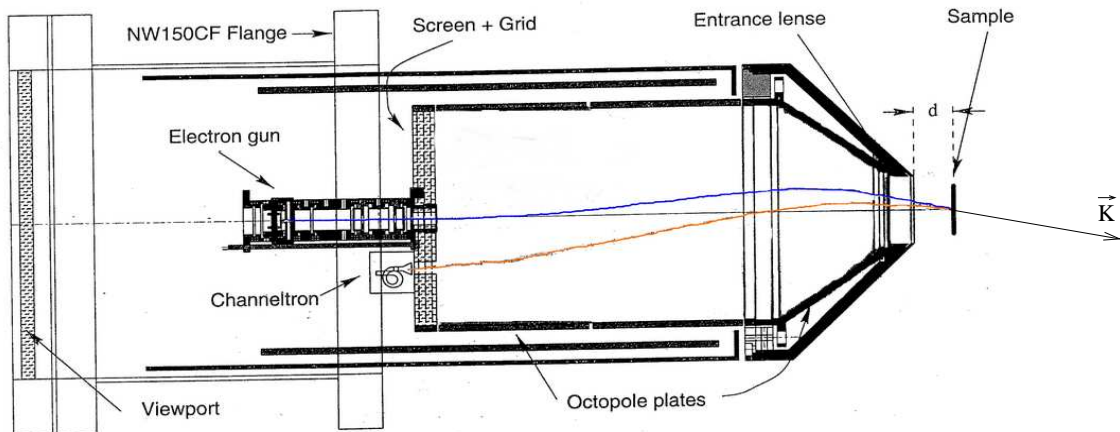 NW150CF Flange
Screen + Grid
Entrance lense
Sample
Electron gun
d
K
Channeltron
Viewport
Octopole plates